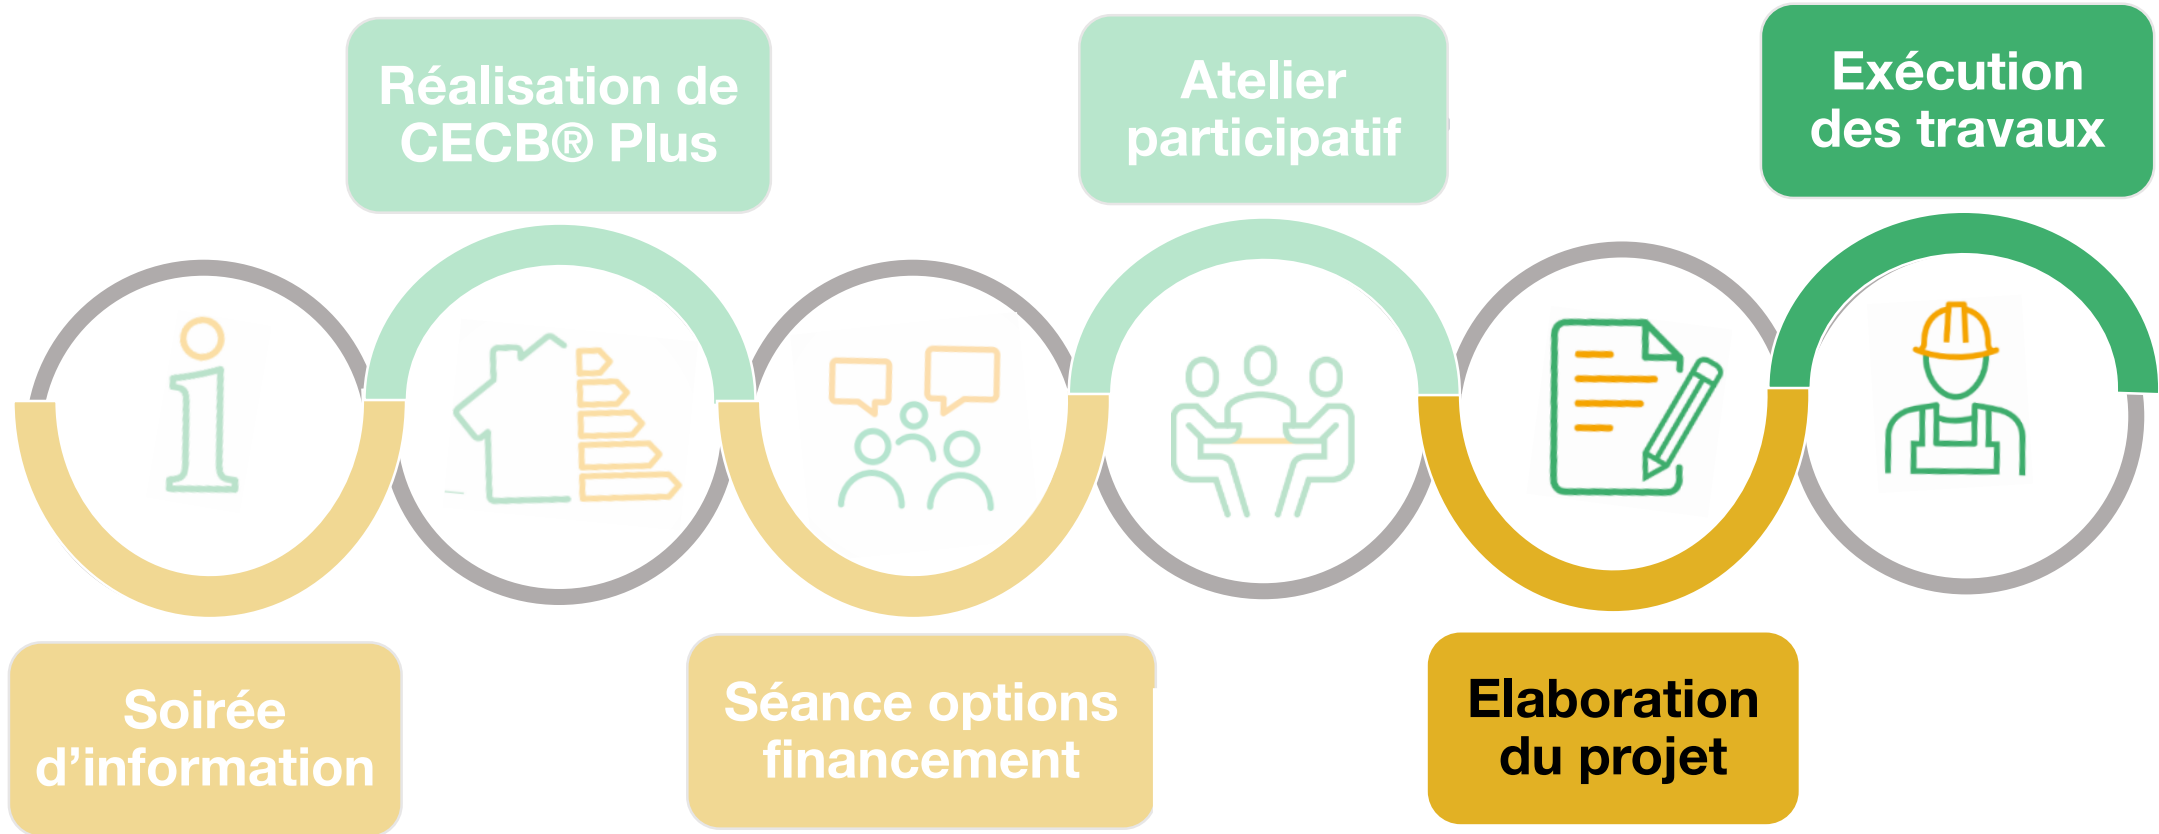 Réalisation de
CECB® Plus
Atelier
participatif
Exécution
des travaux
Soirée
d’information
Séance options
financement
Elaboration
du projet